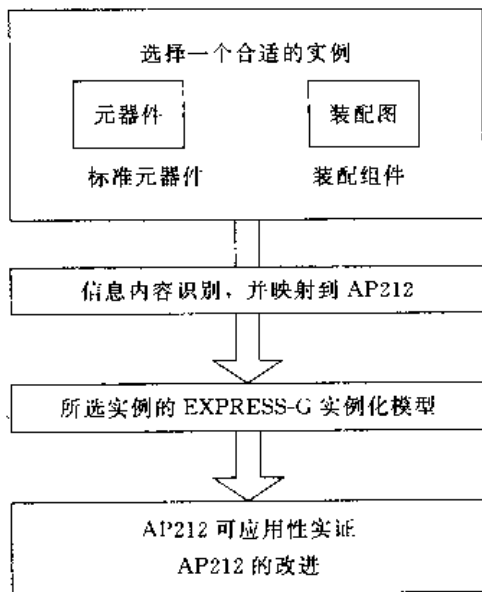 选择一个合适的实例
元器件 装配图
标准元器件 装配组件
信息内容识别，并映射到 AP212
所选实例的 EXPRESS-G 实例化模型
AP212 可应用性实证
AP212 的改进